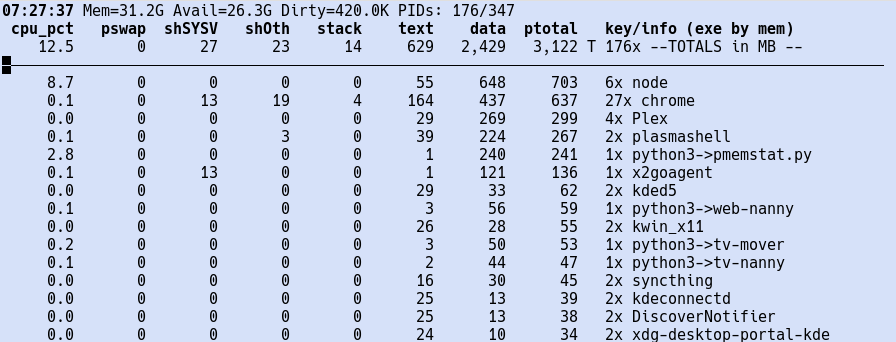 07:27:37 Mem=31.2G Avail=26.3G Dirty=420.0K PIDs: 176/347
cpu_pct pswap shSYSV shOth stack text data ptotal key/info (exe by mem)
12.5 0 27 23 14 629 2,429 3,122 T 176x --TOTALS in MB --
8.7 0 0 0 0 55 648 703 6x node
0.1 0 13 19 4 164 437 637 27x chrome
0.0 0 0 0 0 29 269 299 4x Plex
0.1 0 0 3 0 39 224 267 2x plasmashell
2.8 0 0 0 0 1 240 241 1x python3->pmemstat.py
0.1 0 13 0 0 1 121 136 1x x2goagent
0.0 0 0 0 0 29 33 62 2x kded5
0.1 0 0 0 0 3 56 59 1x python3->web-nanny
0.0 0 0 0 0 26 28 55 2x kwin_x11
0.2 0 0 0 0 3 50 53 1x python3->tv-mover
0.1 0 0 0 0 2 44 47 1x python3->tv-nanny
0.0 0 0 0 0 16 30 45 2x syncthing
0.0 0 0 0 0 25 13 39 2x kdeconnectd
0.0 0 0 0 0 25 13 38 2x DiscoverNotifier
0.0 0 0 0 0 24 10 34 2x xdg-desktop-portal-kde